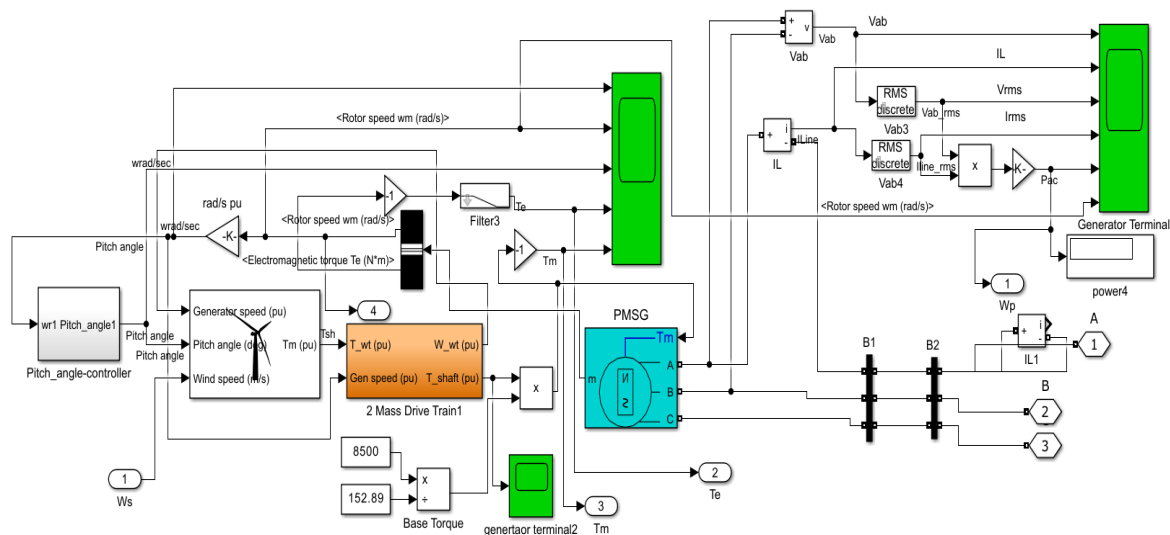 Vab
+
-
v
Vab
Vab
IL
Vrms
RMS
discrete
Vab3
Vab_rms
Irms
<Rotor speed wm (rad/s)>
+
i
-
ILine
IL
RMS
discrete
Vab4
Iline_rms
x
-K-
Pac
wrad/sec
-1
Filter3
Te
rad/s pu
<Rotor speed wm (rad/s)>
<Rotor speed wm (rad/s)>
Generator Terminal
wrad/sec
-K-
Pitch angle
-1
Tm
<Electromagnetic torque Te (N*m)>
power4
1
Wp
wr1 Pitch_angle1
Pitch_angle-controller
Generator speed (pu)
Pitch angle (deg)
Wind speed (m/s)
Tm (pu)
Pitch angle
Pitch angle
Tsh
4
T_wt (pu)
W_wt (pu)
Gen speed (pu)
T_shaft (pu)
2 Mass Drive Train1
x
PMSG
Tm
m
N
S
A
B
C
B1
B2
+
i
-
IL1
A
1
B
2
3
1
Ws
8500
152.89
x
÷
Base Torque
genertaor terminal2
2
Te
3
Tm